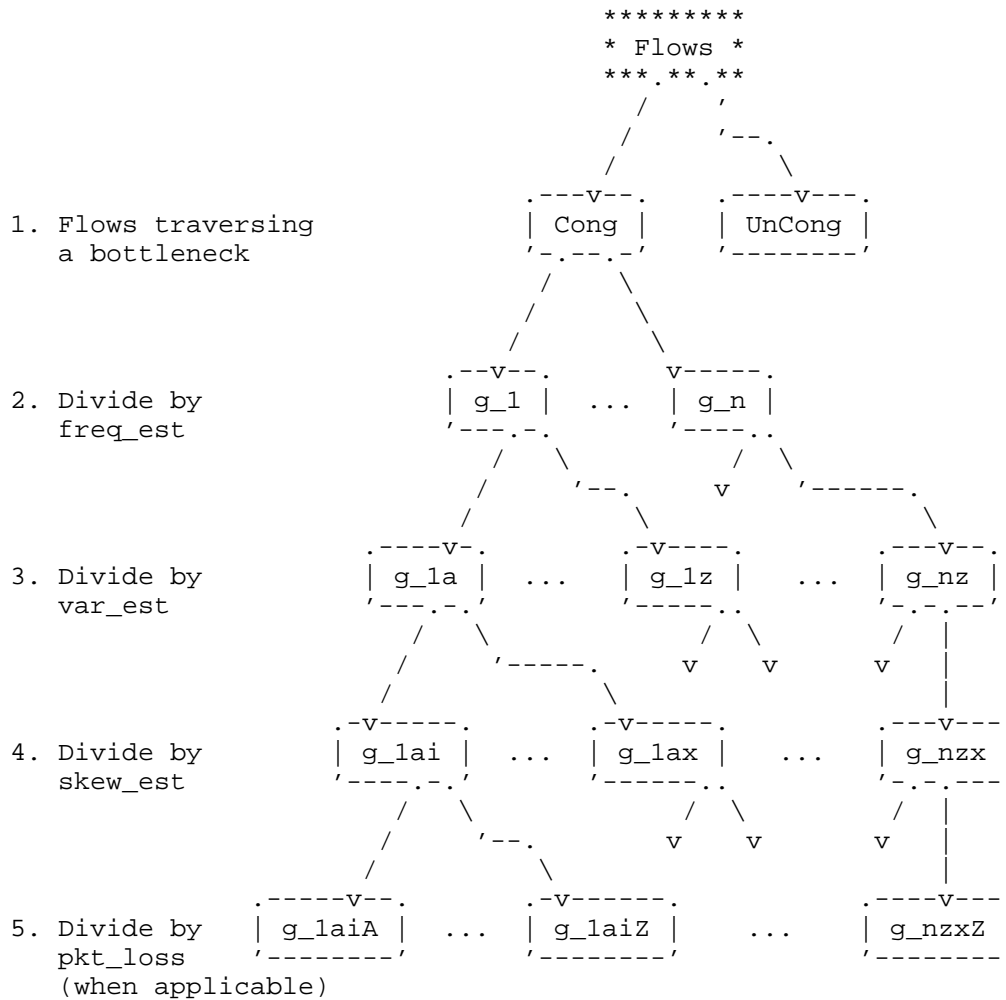 *********
* Flows *
***.**.**
/ ’
/ ’--.
/ \
.---v--. .----v---.
1. Flows traversing | Cong | | UnCong |
a bottleneck ’-.--.-’ ’--------’
/ \
/ \
/ \
.--v--. v-----.
2. Divide by | g_1 | ... | g_n |
freq_est ’---.-. ’----..
/ \ / \
/ ’--. v ’------.
/ \ \
.----v-. .-v----. .---v--.
3. Divide by | g_1a | ... | g_1z | ... | g_nz |
var_est ’---.-.’ ’-----.. ’-.-.--’
/ \ / \ / |
/ ’-----. v v v |
/ \ |
.-v-----. .-v-----. .---v---
4. Divide by | g_1ai | ... | g_1ax | ... | g_nzx
skew_est ’----.-.’ ’------.. ’-.-.---
/ \ / \ / |
/ ’--. v v v |
/ \ |
.-----v--. .-v------. .----v---
5. Divide by | g_1aiA | ... | g_1aiZ | ... | g_nzxZ
pkt_loss ’--------’ ’--------’ ’--------
(when applicable)